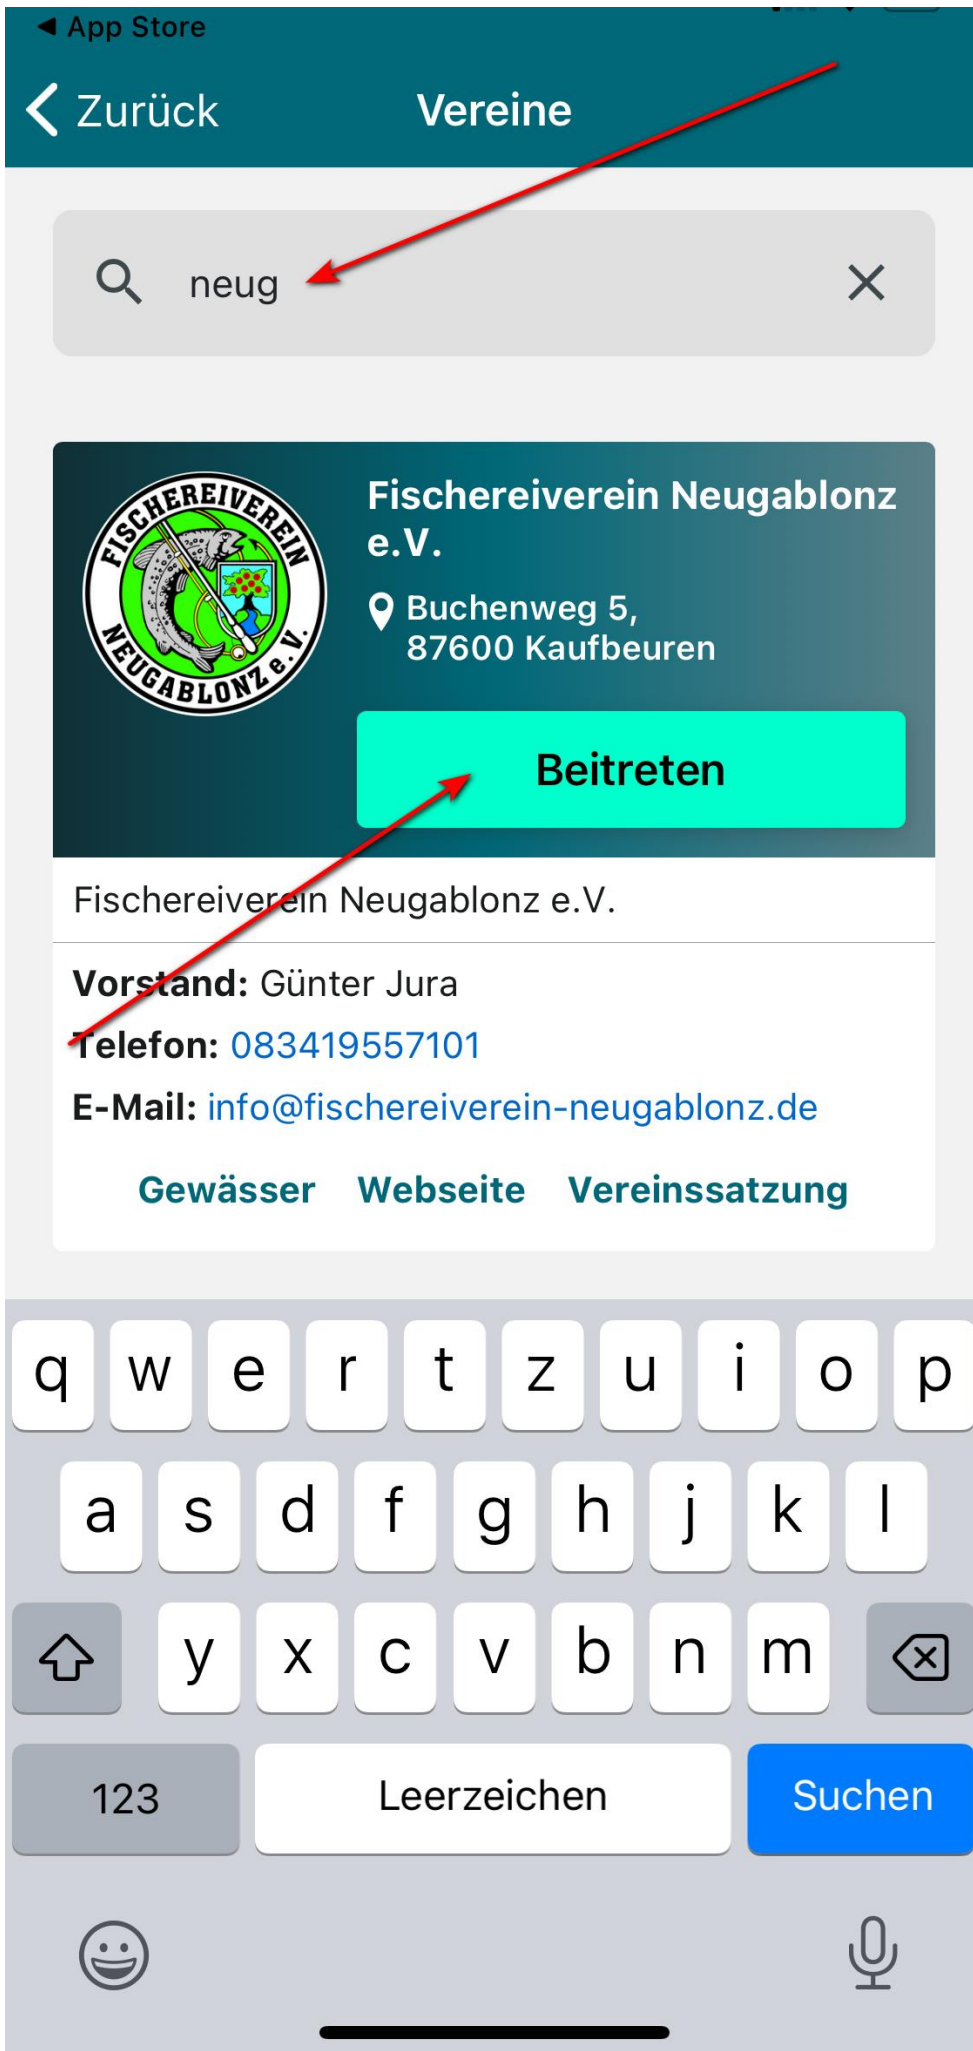 App Store
Zurück
Vereine
neug
FISCHEREIVEREIN
NEUGABLONZ e.V.
Fischereiverein Neugablonz
e.V.
Buchenweg 5,
87600 Kaufbeuren
Beitreten
Fischereiverein Neugablonz e.V.
Vorstand: Günter Jura
Telefon: 083419557101
E-Mail: info@fischereiverein-neugablonz.de
Gewässer Webseite Vereinssatzung
q w e r t z u i o p
a s d f g h j k l
y x c v b n m
123 Leerzeichen Suchen